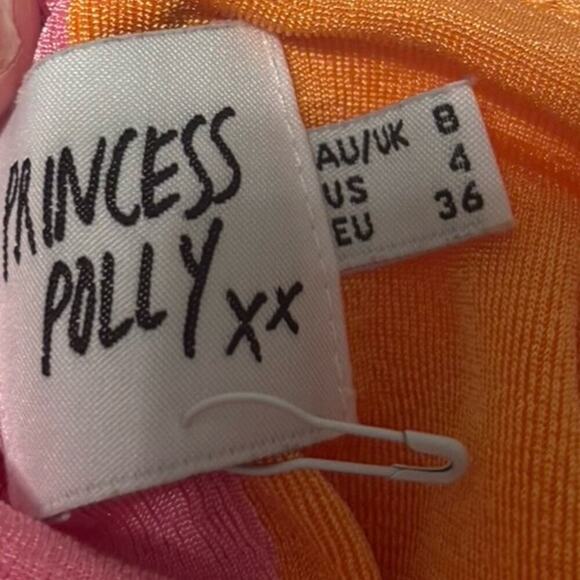 PRINCESS
POLLY xx
AU/UK 8
US 4
EU 36